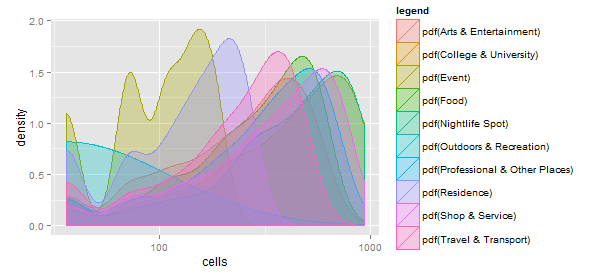 legend
2.0
1.5
1.0
0.5
0.0
density
100
1000
cells
pdf(Arts & Entertainment)
pdf(College & University)
pdf(Event)
pdf(Food)
pdf(Nightlife Spot)
pdf(Outdoors & Recreation)
pdf(Professional & Other Places)
pdf(Residence)
pdf(Shop & Service)
pdf(Travel & Transport)